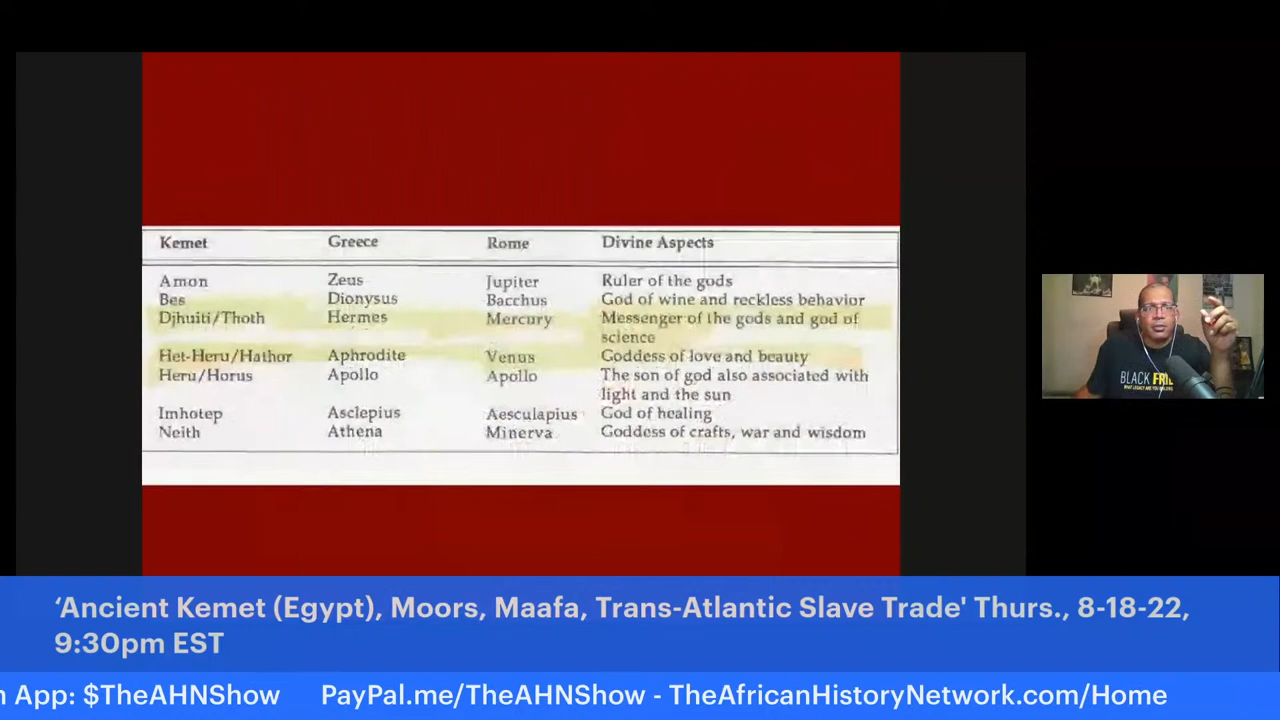 Kemet Greece Rome Divine Aspects
Amon Zeus Jupiter Ruler of the gods
Bes Dionysus Bacchus God of wine and reckless behavior
Djhuiti/Thoth Hermes Mercury Messenger of the gods and god of
science
Het-Heru/Hathor Aphrodite Venus Goddess of love and beauty
Heru/Horus Apollo Apollo The son of god also associated with
light and the sun
Imhotep Asclepius Aesculapius God of healing
Neith Athena Minerva Goddess of crafts, war and wisdom
BLACK
‘Ancient Kemet (Egypt), Moors, Maafa, Trans-Atlantic Slave Trade' Thurs., 8-18-22,
9:30pm EST
App: $TheAHNShow PayPal.me/TheAHNShow - TheAfricanHistoryNetwork.com/Home